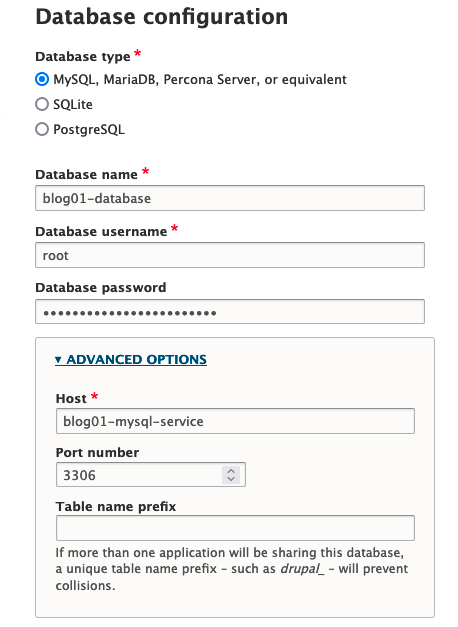 Database configuration
Database type *
MySQL, MariaDB, Percona Server, or equivalent
SQLite
PostgreSQL
Database name *
blog01-database
Database username *
root
Database password
••••••••••••••••••••••••
▾ ADVANCED OPTIONS
Host *
blog01-mysql-service
Port number
3306
Table name prefix
If more than one application will be sharing this database,
a unique table name prefix – such as drupal_ – will prevent
collisions.